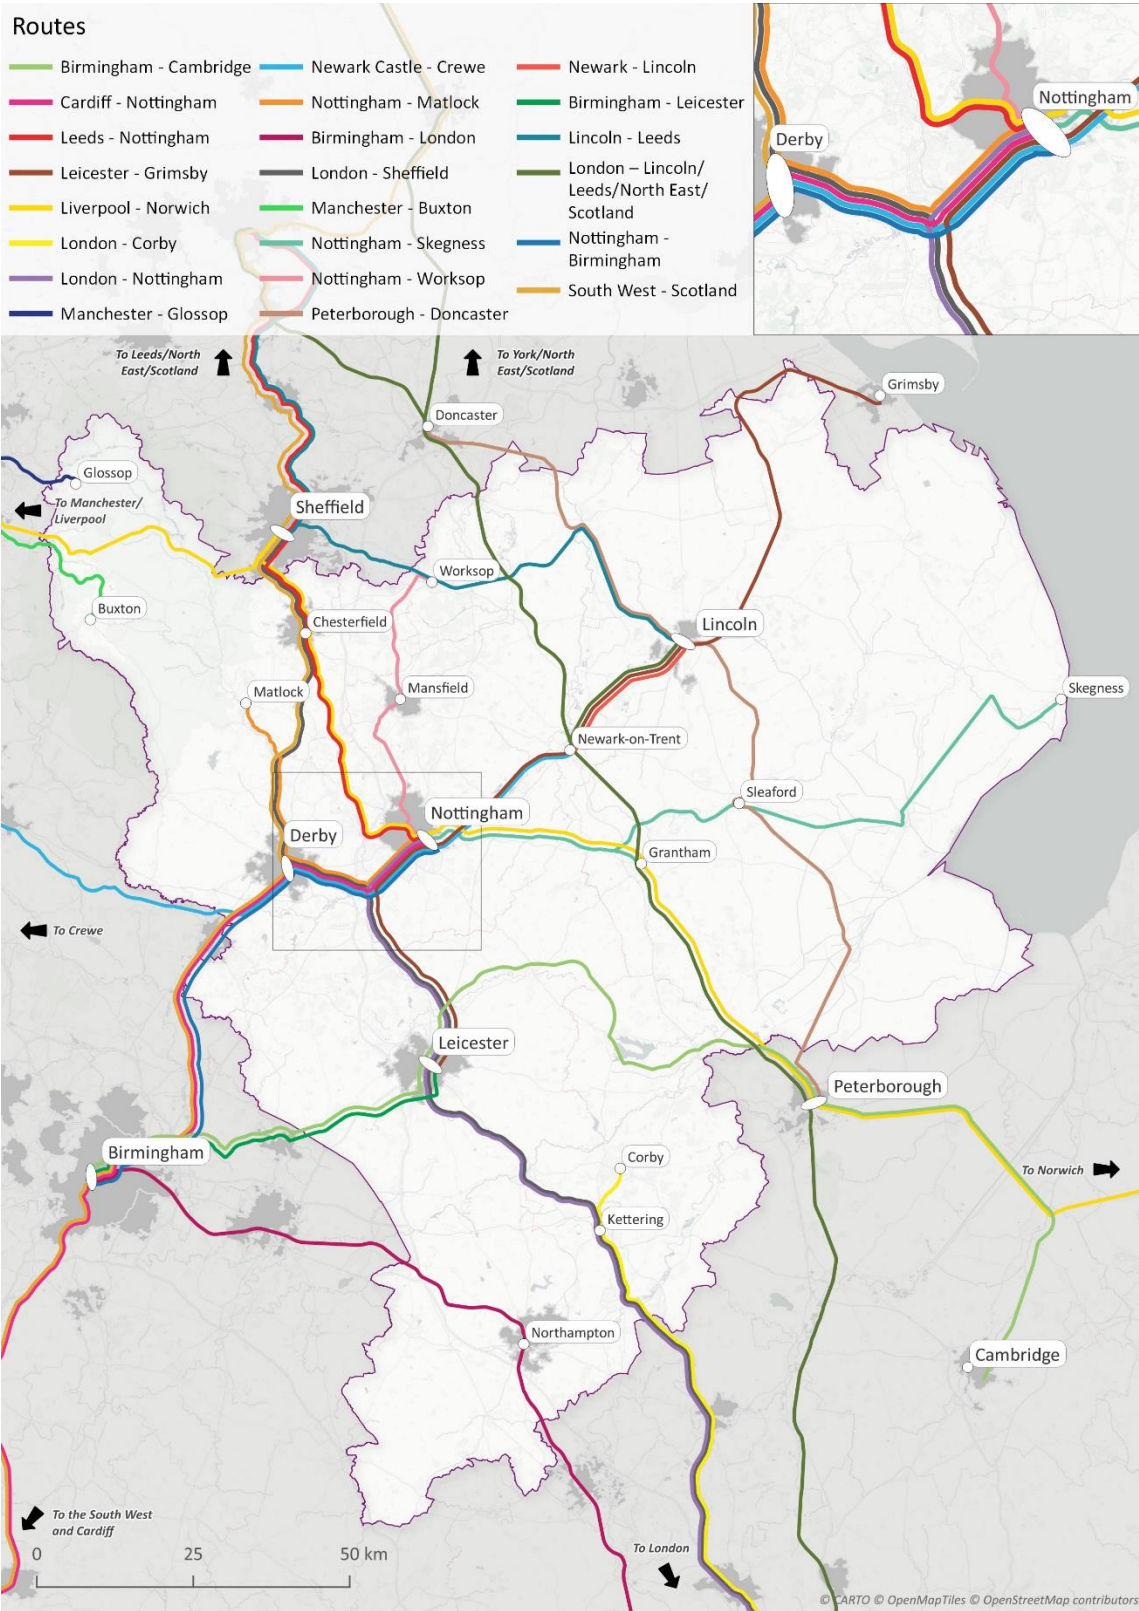 Routes
Birmingham - Cambridge
Cardiff - Nottingham
Leeds - Nottingham
Leicester - Grimsby
Liverpool - Norwich
London - Corby
London - Nottingham
Manchester - Glossop
Newark Castle - Crewe
Nottingham - Matlock
Birmingham - London
London - Sheffield
Manchester - Buxton
Nottingham - Skegness
Nottingham - Worksop
Peterborough - Doncaster
Newark - Lincoln
Birmingham - Leicester
Lincoln - Leeds
London – Lincoln/
Leeds/North East/
Scotland
Nottingham -
Birmingham
South West - Scotland
Nottingham
Derby
To Leeds/North
East/Scotland
To York/North
East/Scotland
Grimsby
Doncaster
Glossop
To Manchester/
Liverpool
Sheffield
Worksop
Buxton
Chesterfield
Lincoln
Matlock
Mansfield
Skegness
Newark-on-Trent
Sleaford
Nottingham
Derby
Grantham
To Crewe
Leicester
Peterborough
Birmingham
Corby
To Norwich
Kettering
Northampton
Cambridge
To the South West
and Cardiff
To London
0 25 50 km
© CARTO © OpenMapTiles © OpenStreetMap contributors